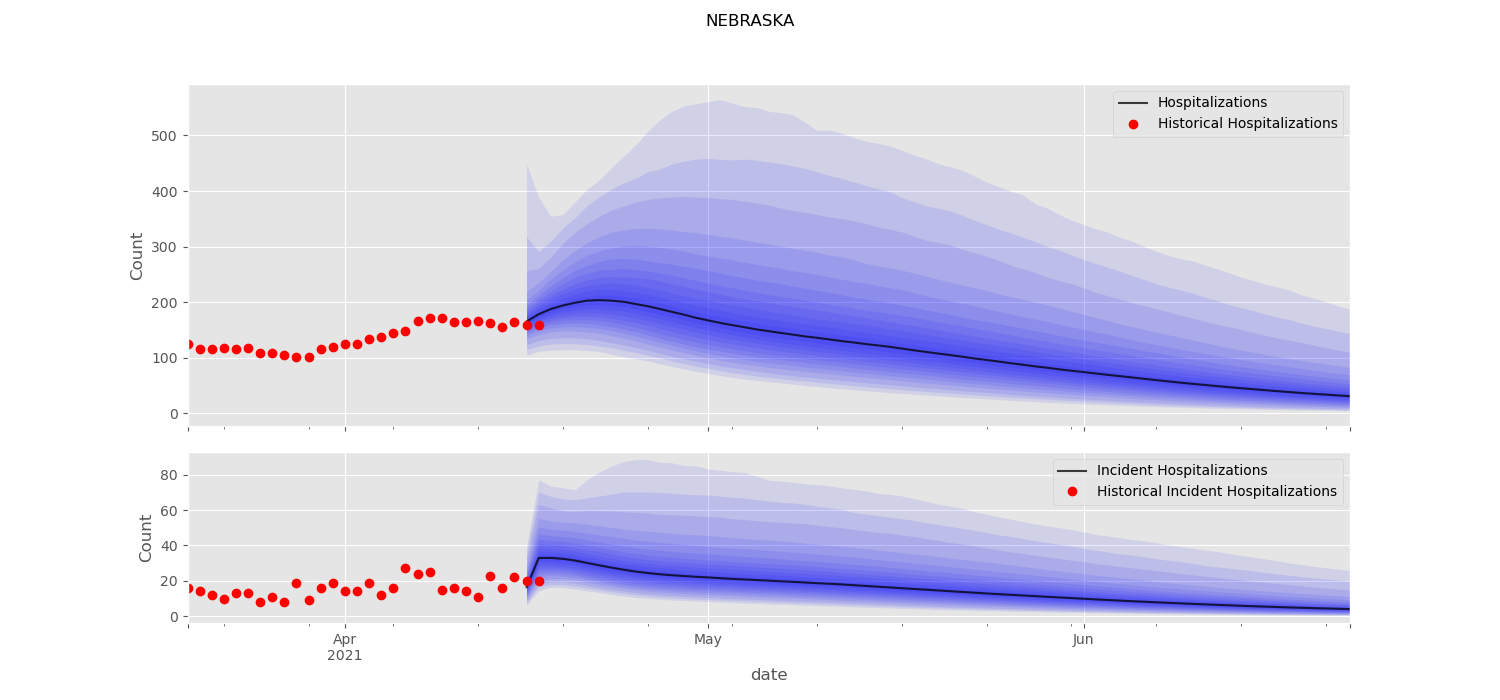 NEBRASKA
Hospitalizations
Historical Hospitalizations
Count
500
400
300
200
100
0
Incident Hospitalizations
Historical Incident Hospitalizations
Count
80
60
40
20
0
Apr
2021
May
Jun
date